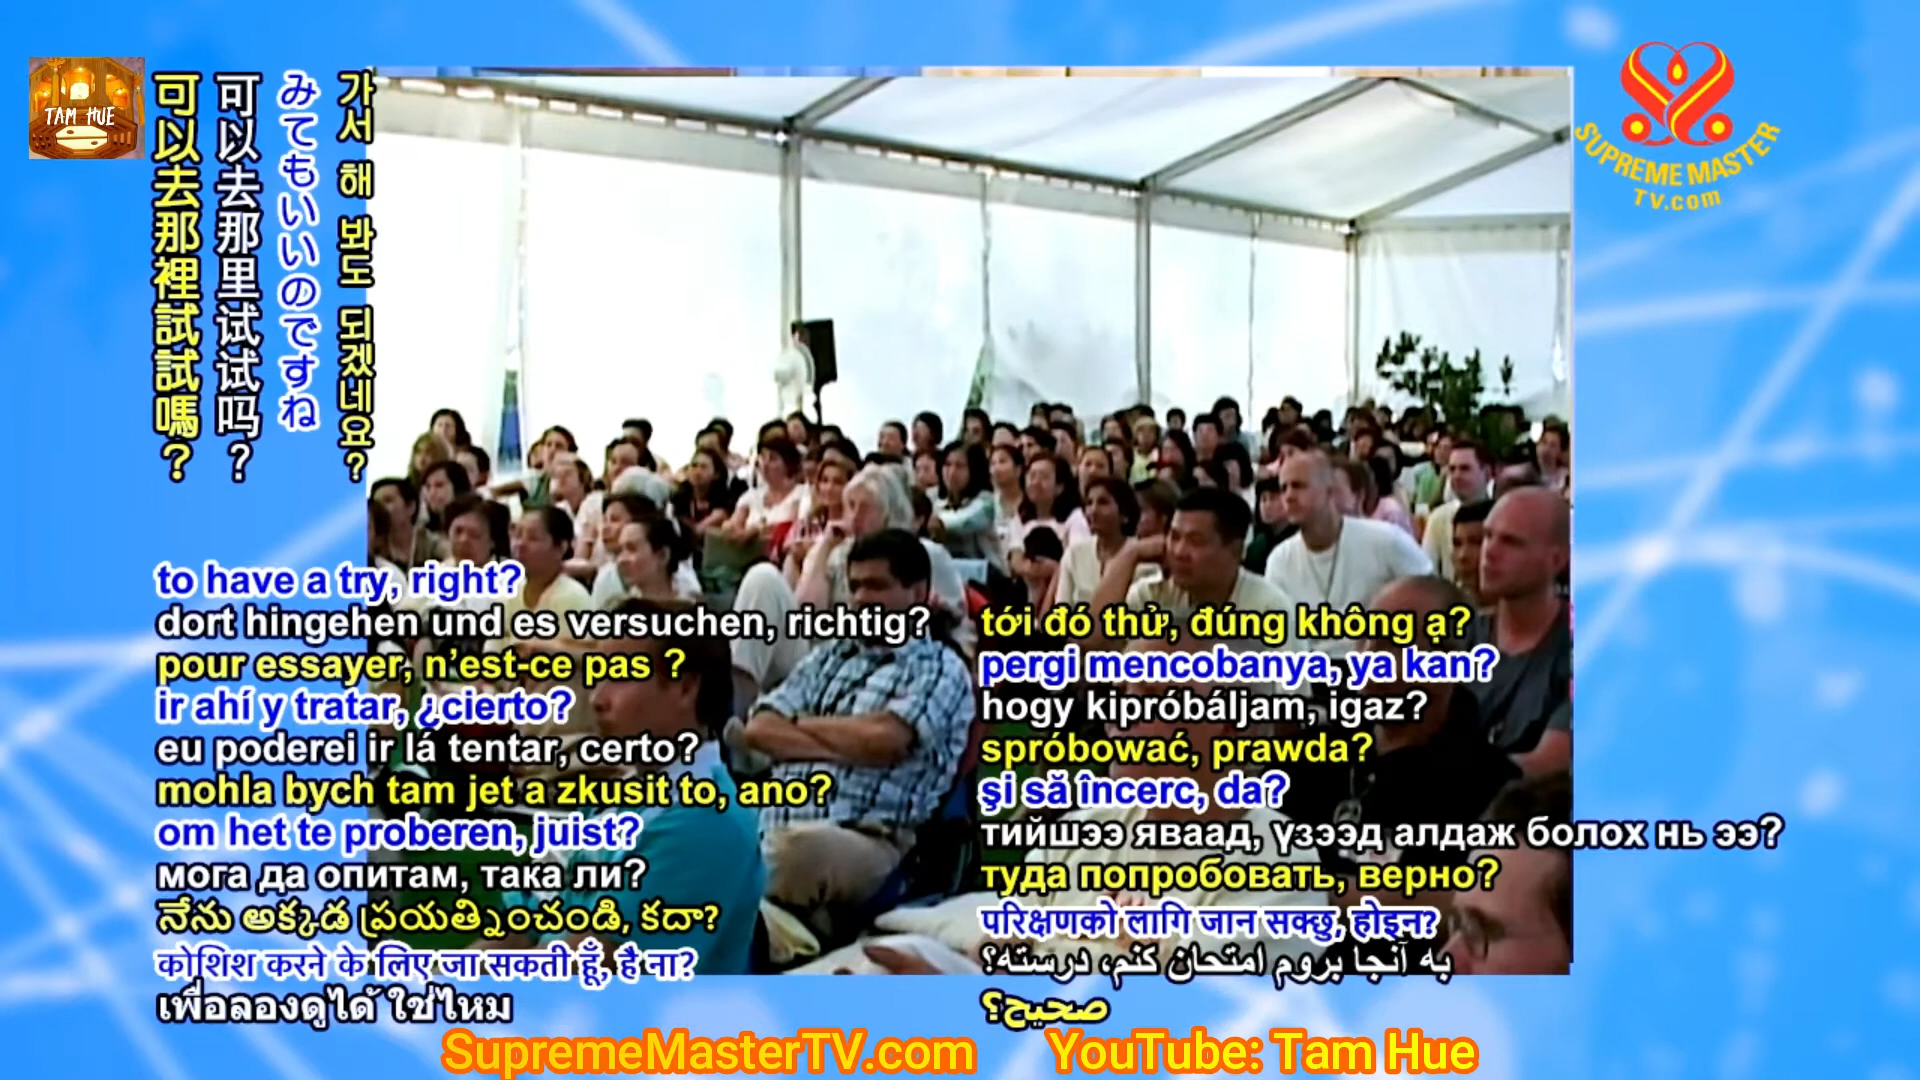 TAM HUE
可以去那裡試試嗎？
可以去那里试试吗？
みてもいいのですね
가서 해 봐도 되겠네요?
SUPREME MASTER
TV.com
to have a try, right?
dort hingehen und es versuchen, richtig?
pour essayer, n’est-ce pas ?
ir ahí y tratar, ¿cierto?
eu poderei ir lá tentar, certo?
mohla bych tam jet a zkusit to, ano?
om het te proberen, juist?
мога да опитам, така ли?
నేను అక్కడ ప్రయత్నించండి, కదా?
कोशिश करने के लिए जा सकती हूँ, है ना?
เพื่อลองดูได้ ใช่ไหม
tới đó thử, đúng không ạ?
pergi mencobanya, ya kan?
hogy kipróbáljam, igaz?
spróbować, prawda?
şi să încerc, da?
тийшээ яваад, үзээд алдаж болох нь ээ?
туда попробовать, верно?
परिक्षणको लागि जान सक्छु, होइन?
به آنجا بروم امتحان کنم، درسته؟
صحيح؟
SupremeMasterTV.com
YouTube: Tam Hue